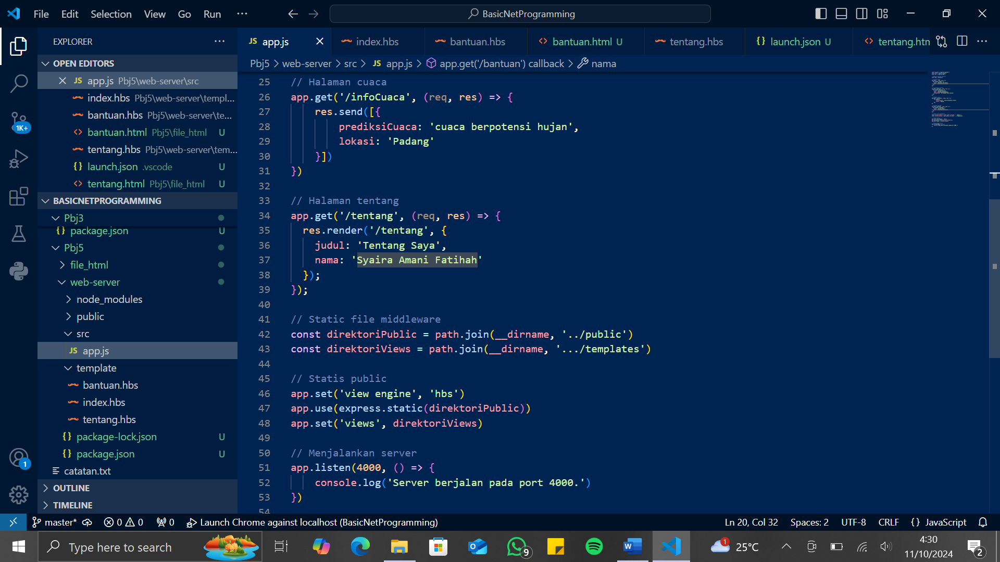 File Edit Selection View Go Run ···
BasicNetProgramming
EXPLORER
OPEN EDITORS
JS app.js Pbj5\web-server\src
index.hbs Pbj5\web-server\templ...
bantuan.hbs Pbj5\web-server\te...
<> bantuan.html Pbj5\file_html U
tentang.hbs Pbj5\web-server\tem...
{} launch.json .vscode U
<> tentang.html Pbj5\file_html U
BASICNETPROGRAMMING
Pbj3
{} package.json U
Pbj5
file_html
web-server
node_modules
public
src
JS app.js
template
bantuan.hbs
index.hbs
tentang.hbs
{} package-lock.json U
{} package.json U
catatan.txt
OUTLINE
TIMELINE
1K+
1
JS app.js index.hbs bantuan.hbs <> bantuan.html U tentang.hbs {} launch.json U <> tentang.htm
Pbj5 > web-server > src > JS app.js > app.get('/bantuan') callback > nama
25 // Halaman cuaca
26 app.get('/infoCuaca', (req, res) => {
27 res.send([{
28 prediksiCuaca: 'cuaca berpotensi hujan',
29 lokasi: 'Padang'
30 }])
31 })
32
33 // Halaman tentang
34 app.get('/tentang', (req, res) => {
35 res.render('/tentang', {
36 judul: 'Tentang Saya',
37 nama: 'Syaira Amani Fatihah'
38 });
39 });
40
41 // Static file middleware
42 const direktoriPublic = path.join(__dirname, '../public')
43 const direktoriViews = path.join(__dirname, '.../templates')
44
45 // Statis public
46 app.set('view engine', 'hbs')
47 app.use(express.static(direktoriPublic))
48 app.set('views', direktoriViews)
49
50 // Menjalankan server
51 app.listen(4000, () => {
52 console.log('Server berjalan pada port 4000.')
53 })
54
master* 0 0 0 Launch Chrome against localhost (BasicNetProgramming) Ln 20, Col 32 Spaces: 2 UTF-8 CRLF {} JavaScript
Type here to search
9
1 25°C
4:30
11/10/2024
2